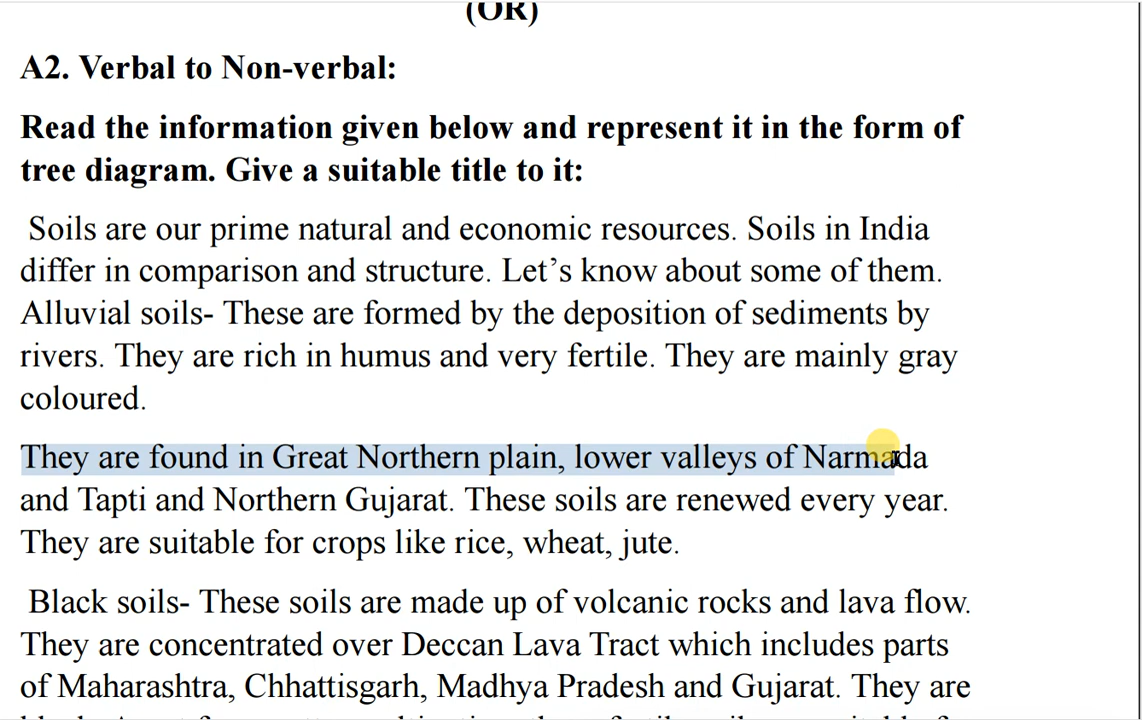 (OR)
A2. Verbal to Non-verbal:
Read the information given below and represent it in the form of
tree diagram. Give a suitable title to it:
Soils are our prime natural and economic resources. Soils in India
differ in comparison and structure. Let’s know about some of them.
Alluvial soils- These are formed by the deposition of sediments by
rivers. They are rich in humus and very fertile. They are mainly gray
coloured.
They are found in Great Northern plain, lower valleys of Narmada
and Tapti and Northern Gujarat. These soils are renewed every year.
They are suitable for crops like rice, wheat, jute.
Black soils- These soils are made up of volcanic rocks and lava flow.
They are concentrated over Deccan Lava Tract which includes parts
of Maharashtra, Chhattisgarh, Madhya Pradesh and Gujarat. They are